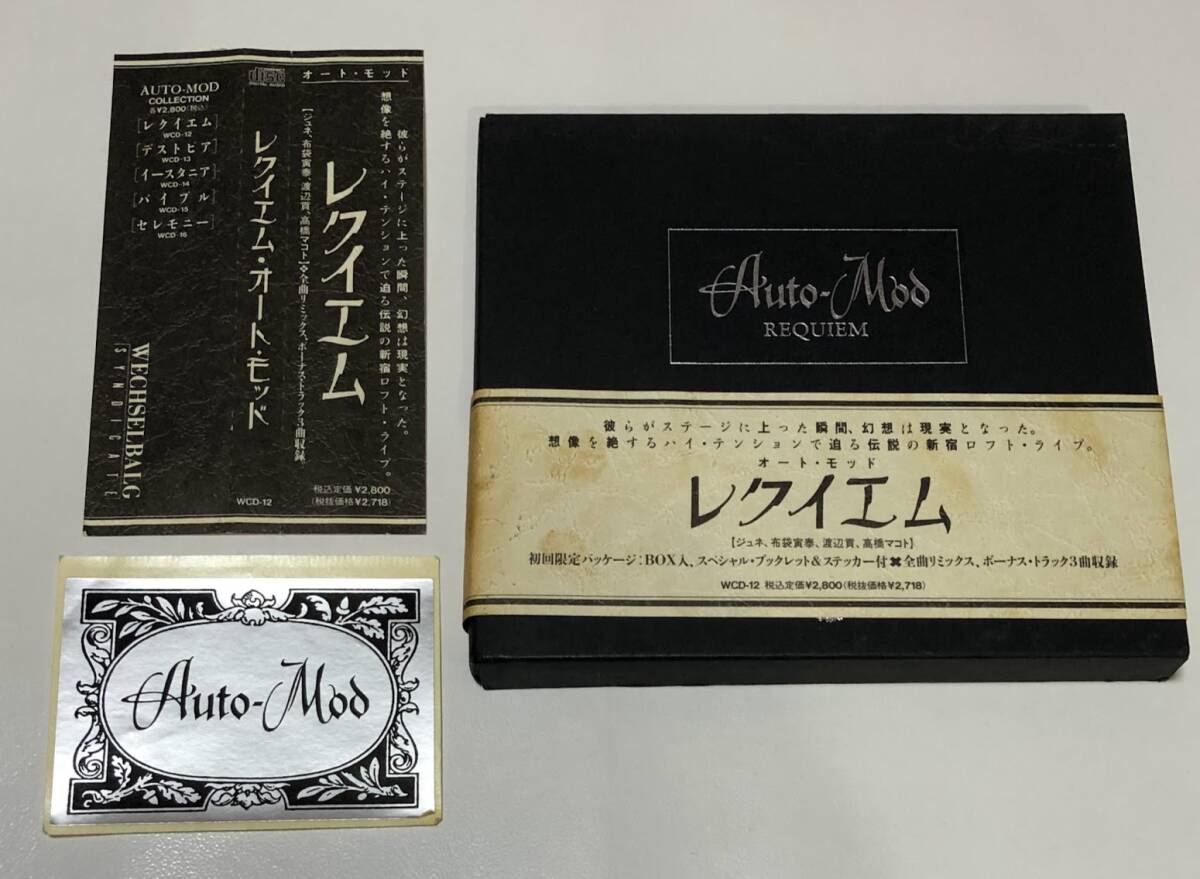 オート・モッド
彼らがステージに上った瞬間、幻想は現実となった。
想像を絶するハイ・テンションで迫る伝説の新宿ロフト・ライブ。
レクイエム
【ジュネ、布袋寅泰、渡辺貢、高橋マコト】❖全曲リミックス、ボーナス・トラック3曲収録。
税込定価¥2,800
(税抜価格¥2,718)
disc
DIGITAL AUDIO
レクイエム・オート・モッド
WCD-12
AUTO-MOD
COLLECTION
各¥2,800(税込)
[レクイエム]
WCD-12
[デストピア]
WCD-13
[イースタニア]
WCD-14
[バイブル]
WCD-15
[セレモニー]
WCD-16
WECHSELBALG
SYNDICATE
Auto-Mod
Auto-Mod
REQUIEM
彼らがステージに上った瞬間、幻想は現実となった。
想像を絶するハイ・テンションで迫る伝説の新宿ロフト・ライブ。
オート・モッド
レクイエム
【ジュネ、布袋寅泰、渡辺貢、高橋マコト】
初回限定パッケージ:BOX入、スペシャル・ブックレット&ステッカー付✖全曲リミックス、ボーナス・トラック3曲収録
WCD-12 税込定価¥2,800(税抜価格¥2,718)